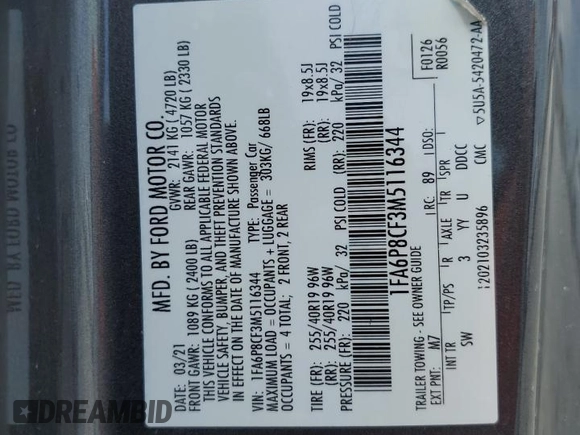 MFD. BY FORD MOTOR CO.
03/21 GVWR: 2141 KG ( 4720 LB)
FRONT GAWR: 1089 KG ( 2400 LB) REAR GAWR: 1057 KG ( 2330 LB)
THIS VEHICLE CONFORMS TO ALL APPLICABLE FEDERAL MOTOR
VEHICLE SAFETY, BUMPER, AND THEFT PREVENTION STANDARDS
IN EFFECT ON THE DATE OF MANUFACTURE SHOWN ABOVE.
VIN: 1FA6P8CF3M5116344 TYPE: Passenger Car
MAXIMUM LOAD = OCCUPANTS + LUGGAGE = 303KG/ 668LB
OCCUPANTS = 4 TOTAL; 2 FRONT, 2 REAR
TIRE (FR): 255/40R19 96W RIMS (FR): 19x8.5J
(RR): 255/40R19 96W (RR): 19x8.5J
PRESSURE (FR): 220 kPa/ 32 PSI COLD (RR): 220 kPa/ 32 PSI COLD
1FA6P8CF3M5116344
TRAILER TOWING - SEE OWNER GUIDE
F0126
R0056
EXT PNT: M7 RC: 89 DSO:
INT TR TP/PS R AXLE TR SPR
SW 3 YY U DDCC
1202103235896 CMC
▽5U5A-5420472-AA
DREAMBID